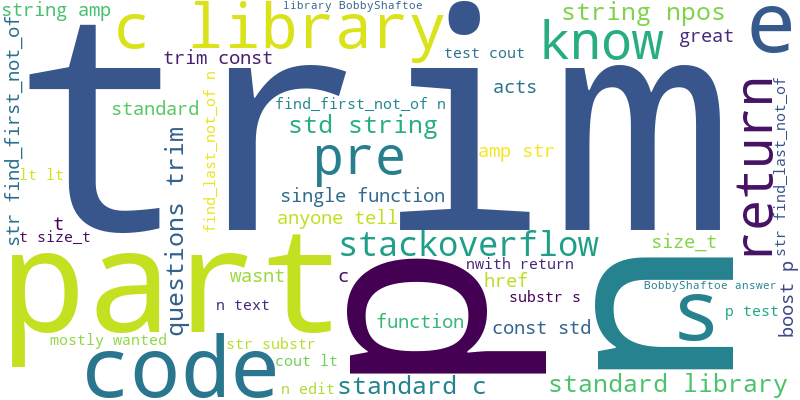 string amp
library BobbyShaftoe
c library
string npos
e
know
great
trim const
test cout
trim
acts
str find_first_not_of
standard
find_first_not_of n
find_last_not_of n
std string
pre
amp str
lt lt
questions trim
single function
anyone tell
return
str find_last_not_of
t
t size_t
stackoverflow
size_t
part
wasnt
c
nwith return
href
BobbyShaftoe answer
boost p
q
substr s
n
s
n text
function
const std
p test
mostly wanted
str substr
code
cout lt
n edit
standard c
standard library